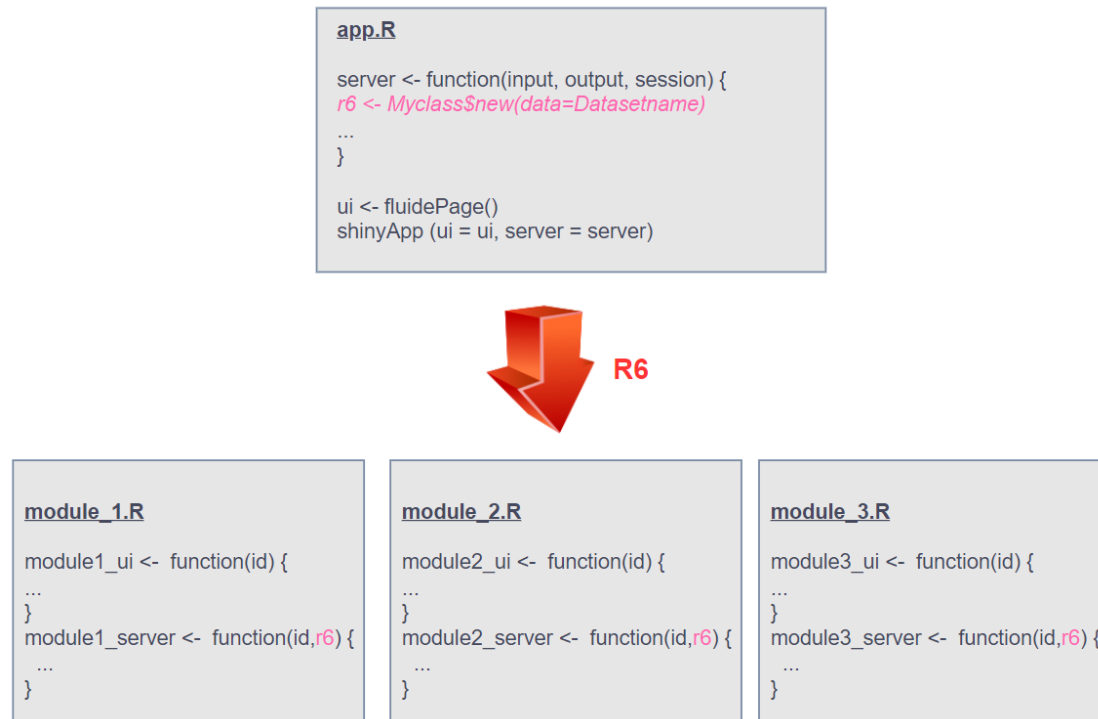 app.R
server <- function(input, output, session) {
r6 <- Myclass$new(data=Datasetname)
...
}
ui <- fluidePage()
shinyApp (ui = ui, server = server)
R6
module_1.R
module1_ui <-  function(id) {
...
}
module1_server <-  function(id,r6) {
...
}
module_2.R
module2_ui <-  function(id) {
...
}
module2_server <-  function(id,r6) {
...
}
module_3.R
module3_ui <-  function(id) {
...
}
module3_server <-  function(id,r6) {
...
}